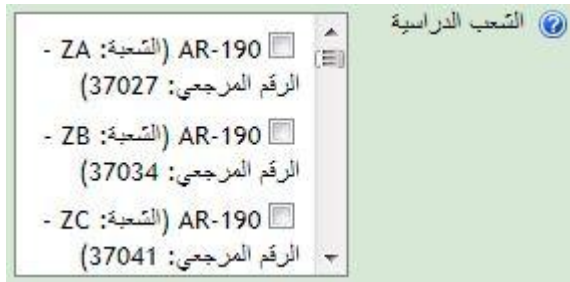 الشعب الدراسية
AR-190 (الشعبة: ZA -
الرقم المرجعي: 37027)
AR-190 (الشعبة: ZB -
الرقم المرجعي: 37034)
AR-190 (الشعبة: ZC -
الرقم المرجعي: 37041)